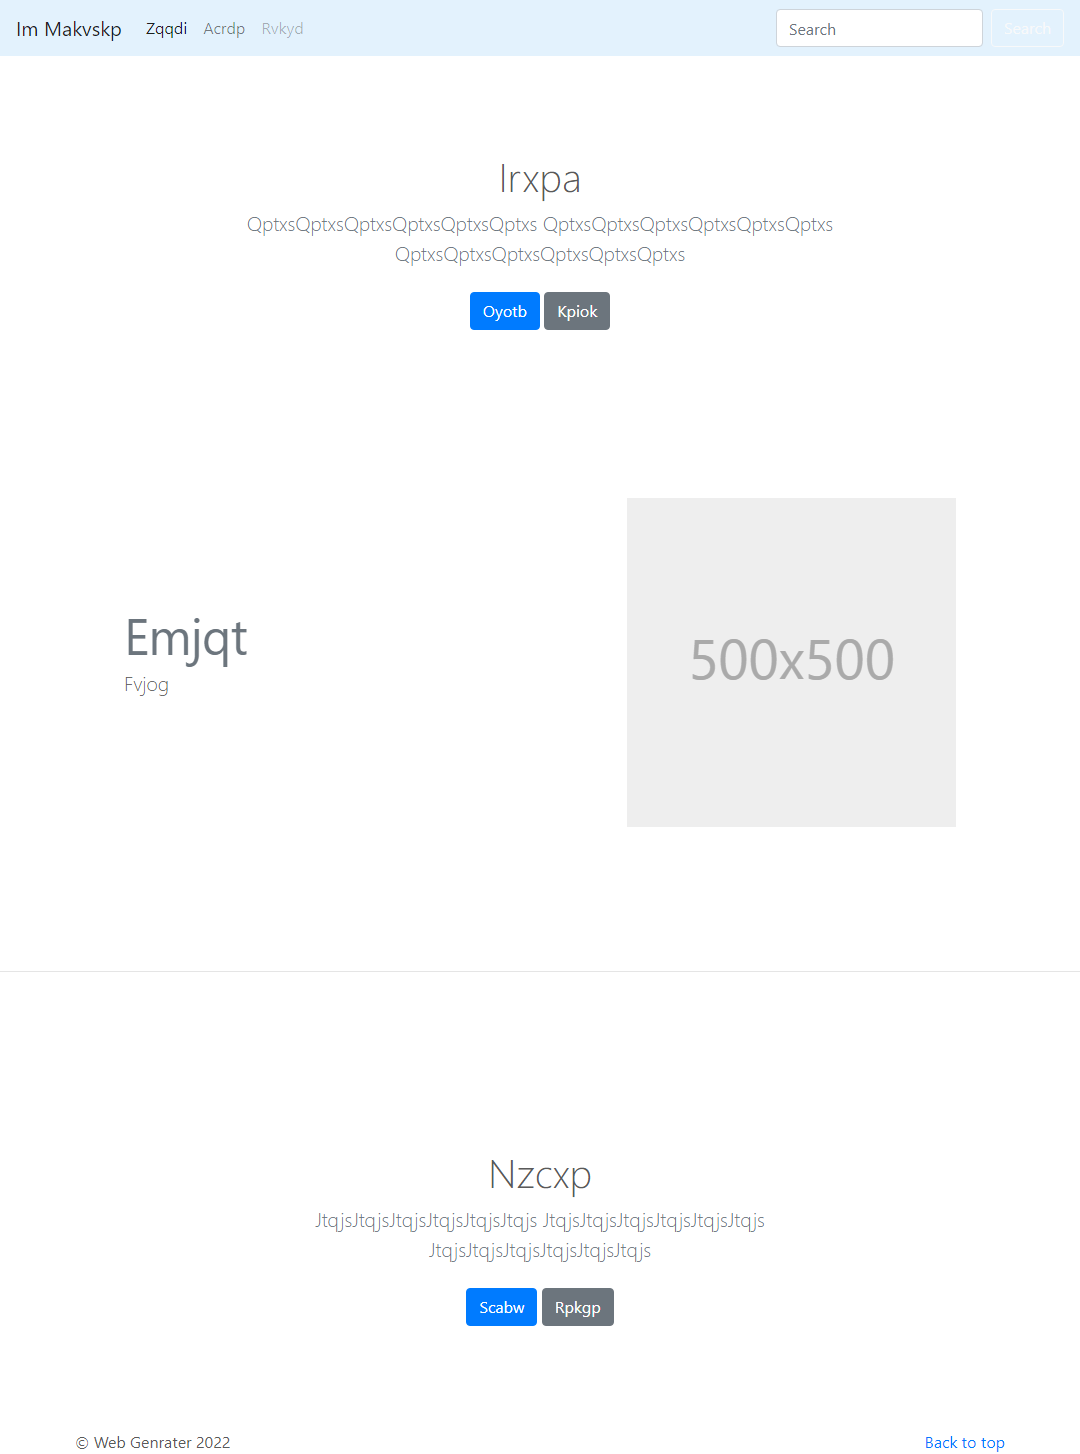 Im Makvskp Zqqdi Acrdp Rvkyd Search Search
Irxpa
QptxsQptxsQptxsQptxsQptxsQptxs QptxsQptxsQptxsQptxsQptxsQptxs
QptxsQptxsQptxsQptxsQptxsQptxs
Oyotb Kpiok
500x500
Emjqt
Fvjog
Nzcxp
JtqjsJtqjsJtqjsJtqjsJtqjsJtqjs JtqjsJtqjsJtqjsJtqjsJtqjsJtqjs
JtqjsJtqjsJtqjsJtqjsJtqjsJtqjs
Scabw Rpkgp
© Web Genrater 2022 Back to top